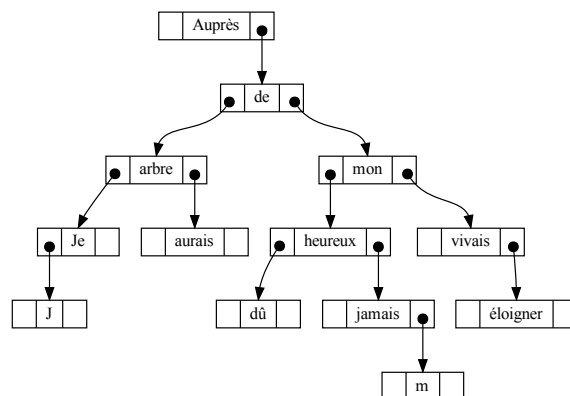 Auprès
de
arbre mon
Je aurais heureux vivais
J dû jamais éloigner
m